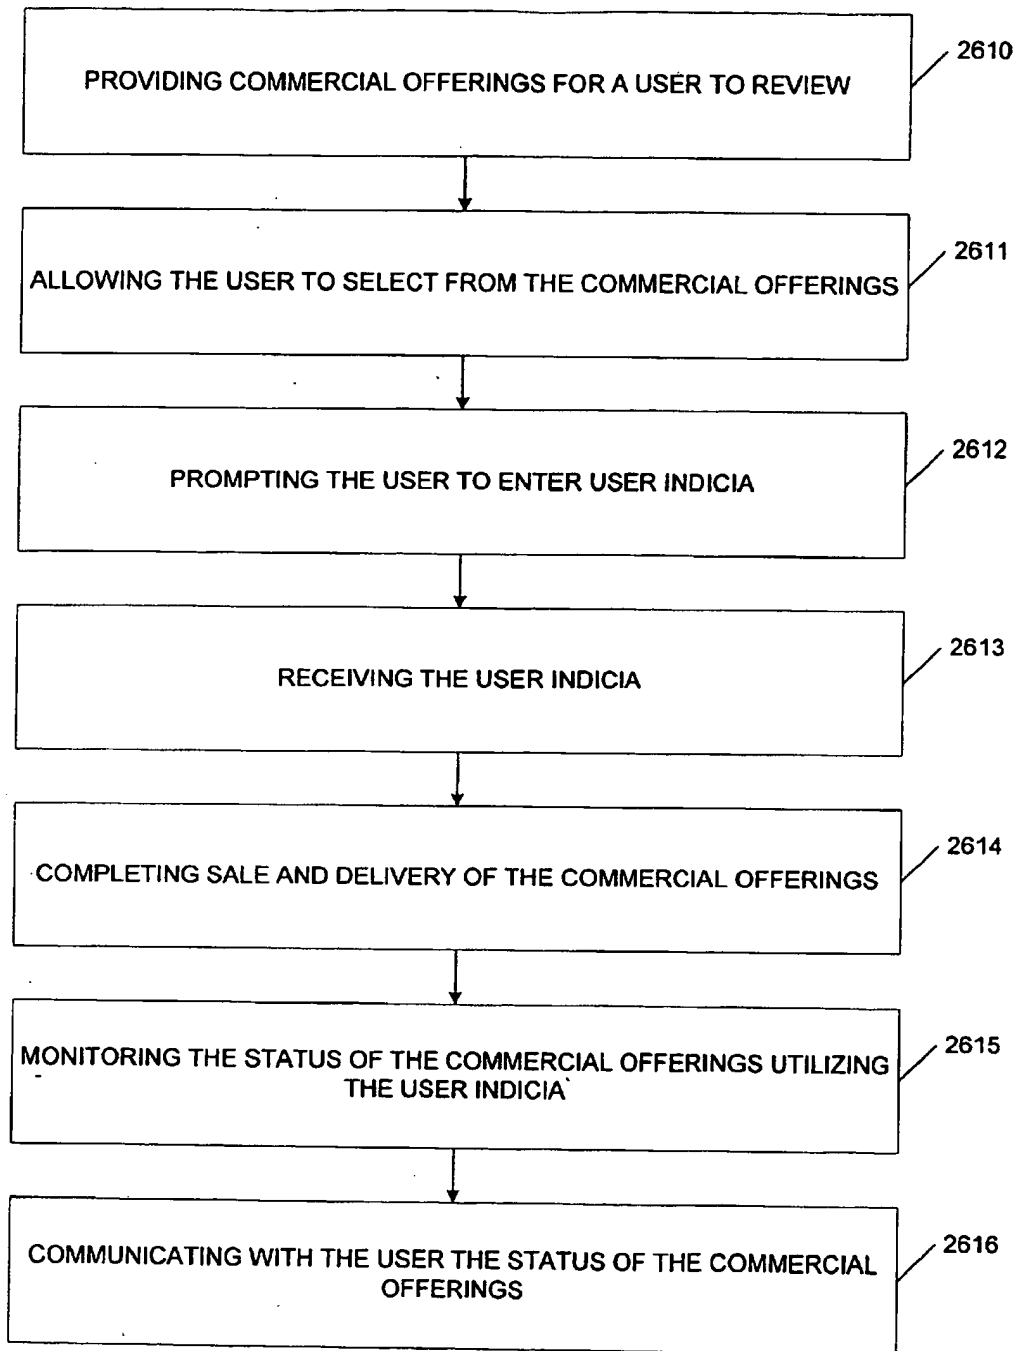 PROVIDING COMMERCIAL OFFERINGS FOR A USER TO REVIEW
2610
ALLOWING THE USER TO SELECT FROM THE COMMERCIAL OFFERINGS
2611
PROMPTING THE USER TO ENTER USER INDICIA
2612
RECEIVING THE USER INDICIA
2613
COMPLETING SALE AND DELIVERY OF THE COMMERCIAL OFFERINGS
2614
MONITORING THE STATUS OF THE COMMERCIAL OFFERINGS UTILIZING
THE USER INDICIA
2615
COMMUNICATING WITH THE USER THE STATUS OF THE COMMERCIAL
OFFERINGS
2616